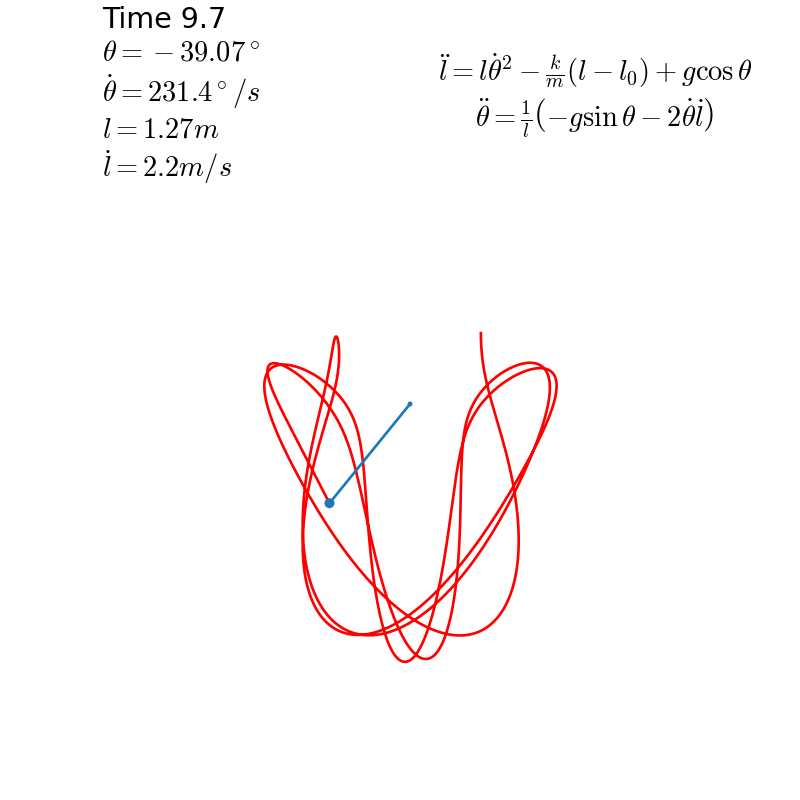 Time 9.7
θ = −39.07°
θ̇ = 231.4°/s
l = 1.27m
l̇ = 2.2m/s
l̈ = lθ̇² − k/m(l − l₀) + g cos θ
θ̈ = 1/l(−g sin θ − 2θ̇l̇)